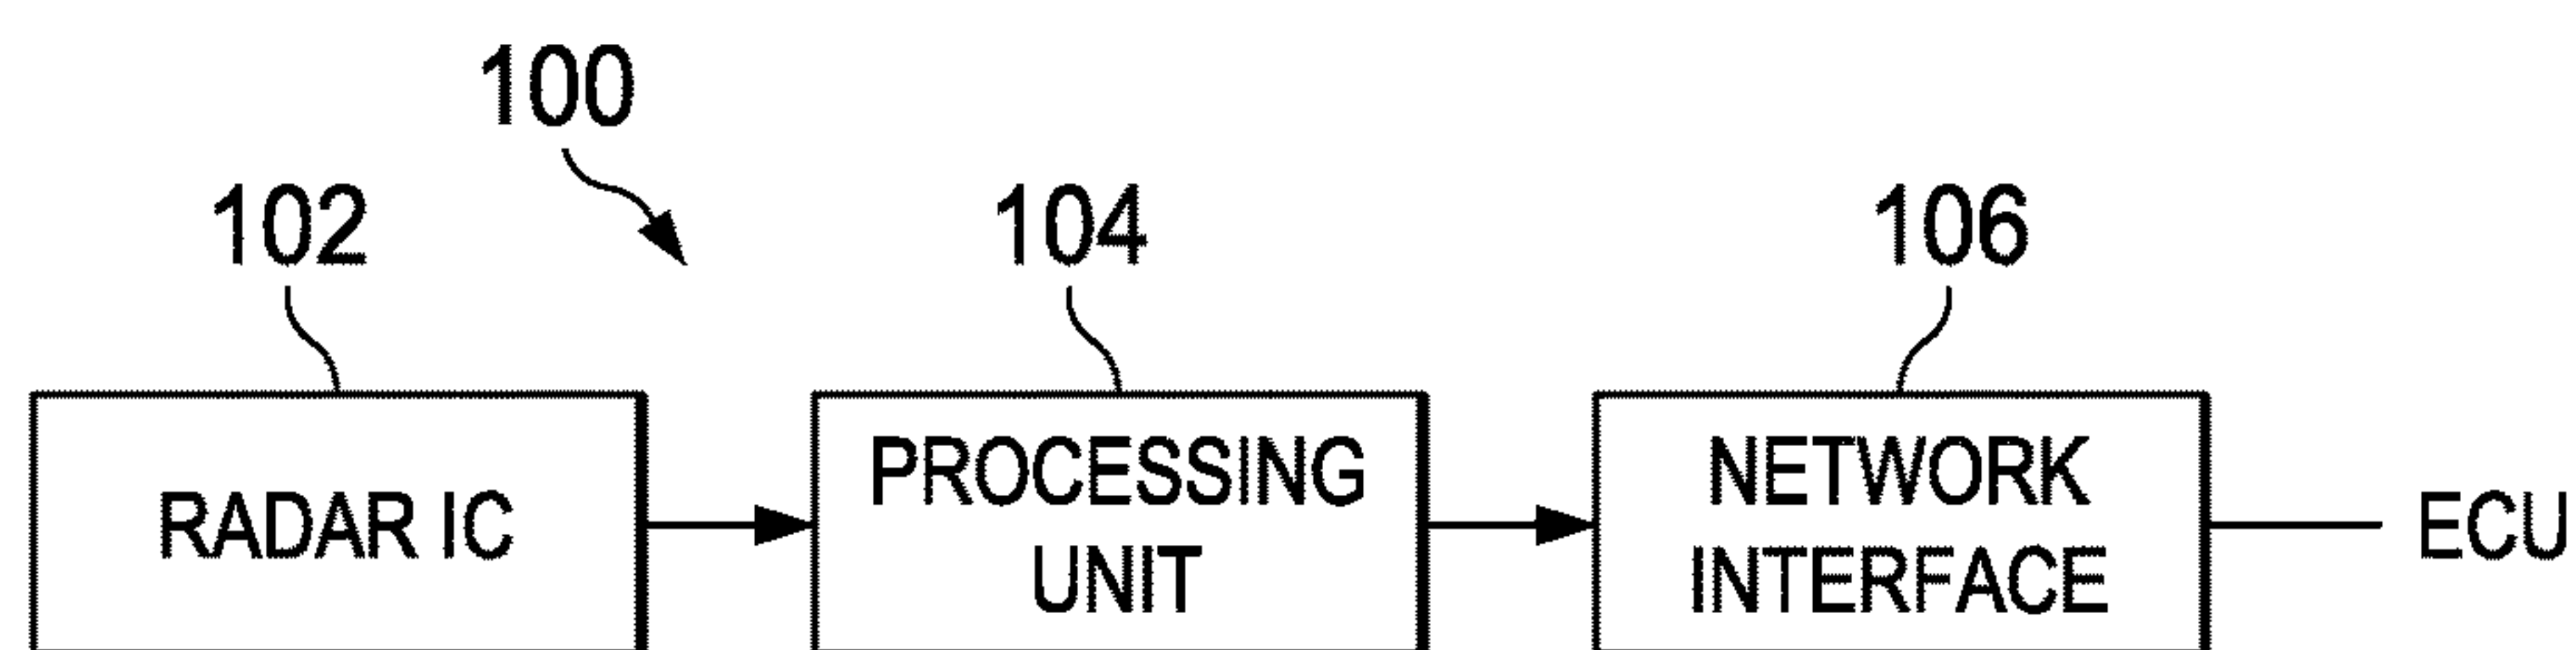 100
102
104
106
RADAR IC
PROCESSING
UNIT
NETWORK
INTERFACE
ECU